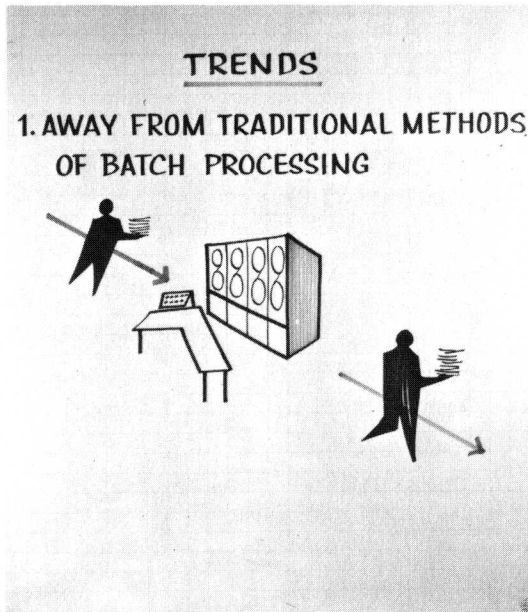 TRENDS
1. AWAY FROM TRADITIONAL METHODS
OF BATCH PROCESSING